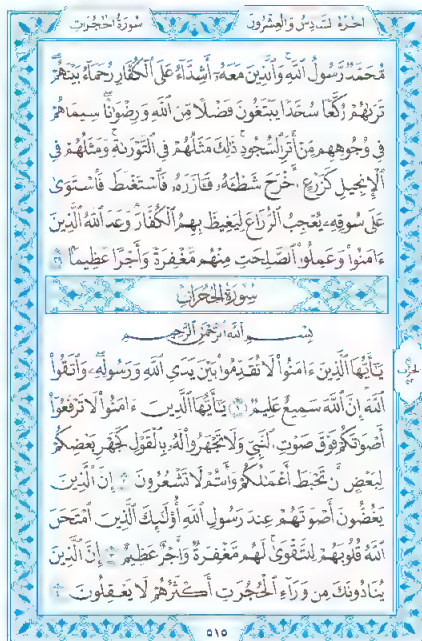 الجزء السادس والعشرون سورة الحجرات
مُّحَمَّدٌ رَّسُولُ ٱللَّهِ وَٱلَّذِينَ مَعَهُۥٓ أَشِدَّآءُ عَلَى ٱلْكُفَّارِ رُحَمَآءُ بَيْنَهُمْ
تَرَىٰهُمْ رُكَّعًا سُجَّدًا يَبْتَغُونَ فَضْلًا مِّنَ ٱللَّهِ وَرِضْوَٰنًا سِيمَاهُمْ
فِى وُجُوهِهِم مِّنْ أَثَرِ ٱلسُّجُودِ ذَٰلِكَ مَثَلُهُمْ فِى ٱلتَّوْرَىٰةِ وَمَثَلُهُمْ فِى
ٱلْإِنجِيلِ كَزَرْعٍ أَخْرَجَ شَطْـَٔهُۥ فَـَٔازَرَهُۥ فَٱسْتَغْلَظَ فَٱسْتَوَىٰ
عَلَىٰ سُوقِهِۦ يُعْجِبُ ٱلزُّرَّاعَ لِيَغِيظَ بِهِمُ ٱلْكُفَّارَ وَعَدَ ٱللَّهُ ٱلَّذِينَ
ءَامَنُوا۟ وَعَمِلُوا۟ ٱلصَّٰلِحَٰتِ مِنْهُم مَّغْفِرَةً وَأَجْرًا عَظِيمًۢا ٢٩
سُورَةُ الحُجُرَاتِ
بِسْمِ ٱللَّهِ ٱلرَّحْمَٰنِ ٱلرَّحِيمِ
يَٰٓأَيُّهَا ٱلَّذِينَ ءَامَنُوا۟ لَا تُقَدِّمُوا۟ بَيْنَ يَدَىِ ٱللَّهِ وَرَسُولِهِۦ وَٱتَّقُوا۟
ٱللَّهَ إِنَّ ٱللَّهَ سَمِيعٌ عَلِيمٌ ١ يَٰٓأَيُّهَا ٱلَّذِينَ ءَامَنُوا۟ لَا تَرْفَعُوٓا۟
أَصْوَٰتَكُمْ فَوْقَ صَوْتِ ٱلنَّبِىِّ وَلَا تَجْهَرُوا۟ لَهُۥ بِٱلْقَوْلِ كَجَهْرِ بَعْضِكُمْ
لِبَعْضٍ أَن تَحْبَطَ أَعْمَٰلُكُمْ وَأَنتُمْ لَا تَشْعُرُونَ ٢ إِنَّ ٱلَّذِينَ
يَغُضُّونَ أَصْوَٰتَهُمْ عِندَ رَسُولِ ٱللَّهِ أُو۟لَٰٓئِكَ ٱلَّذِينَ ٱمْتَحَنَ
ٱللَّهُ قُلُوبَهُمْ لِلتَّقْوَىٰ لَهُم مَّغْفِرَةٌ وَأَجْرٌ عَظِيمٌ ٣ إِنَّ ٱلَّذِينَ
يُنَادُونَكَ مِن وَرَآءِ ٱلْحُجُرَٰتِ أَكْثَرُهُمْ لَا يَعْقِلُونَ ٤
٥١٥